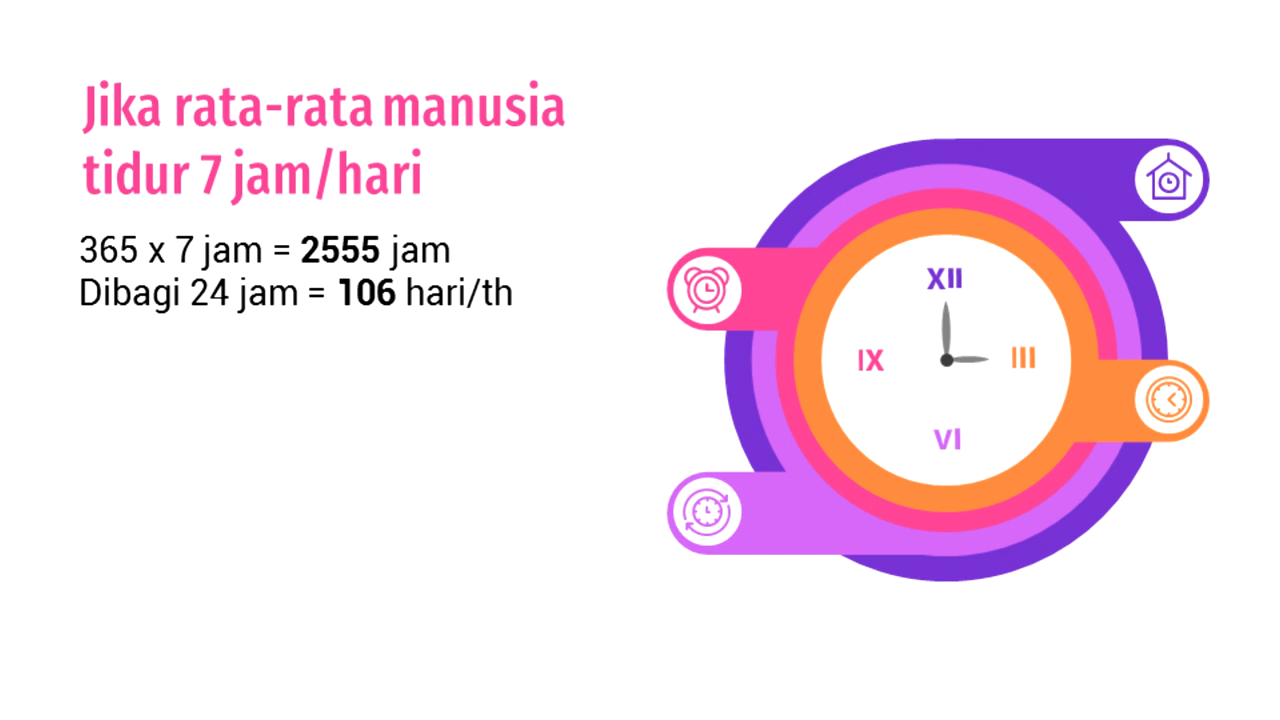 Jika rata-rata manusia
tidur 7 jam/hari
365 x 7 jam = 2555 jam
Dibagi 24 jam = 106 hari/th
XII
IX
III
VI